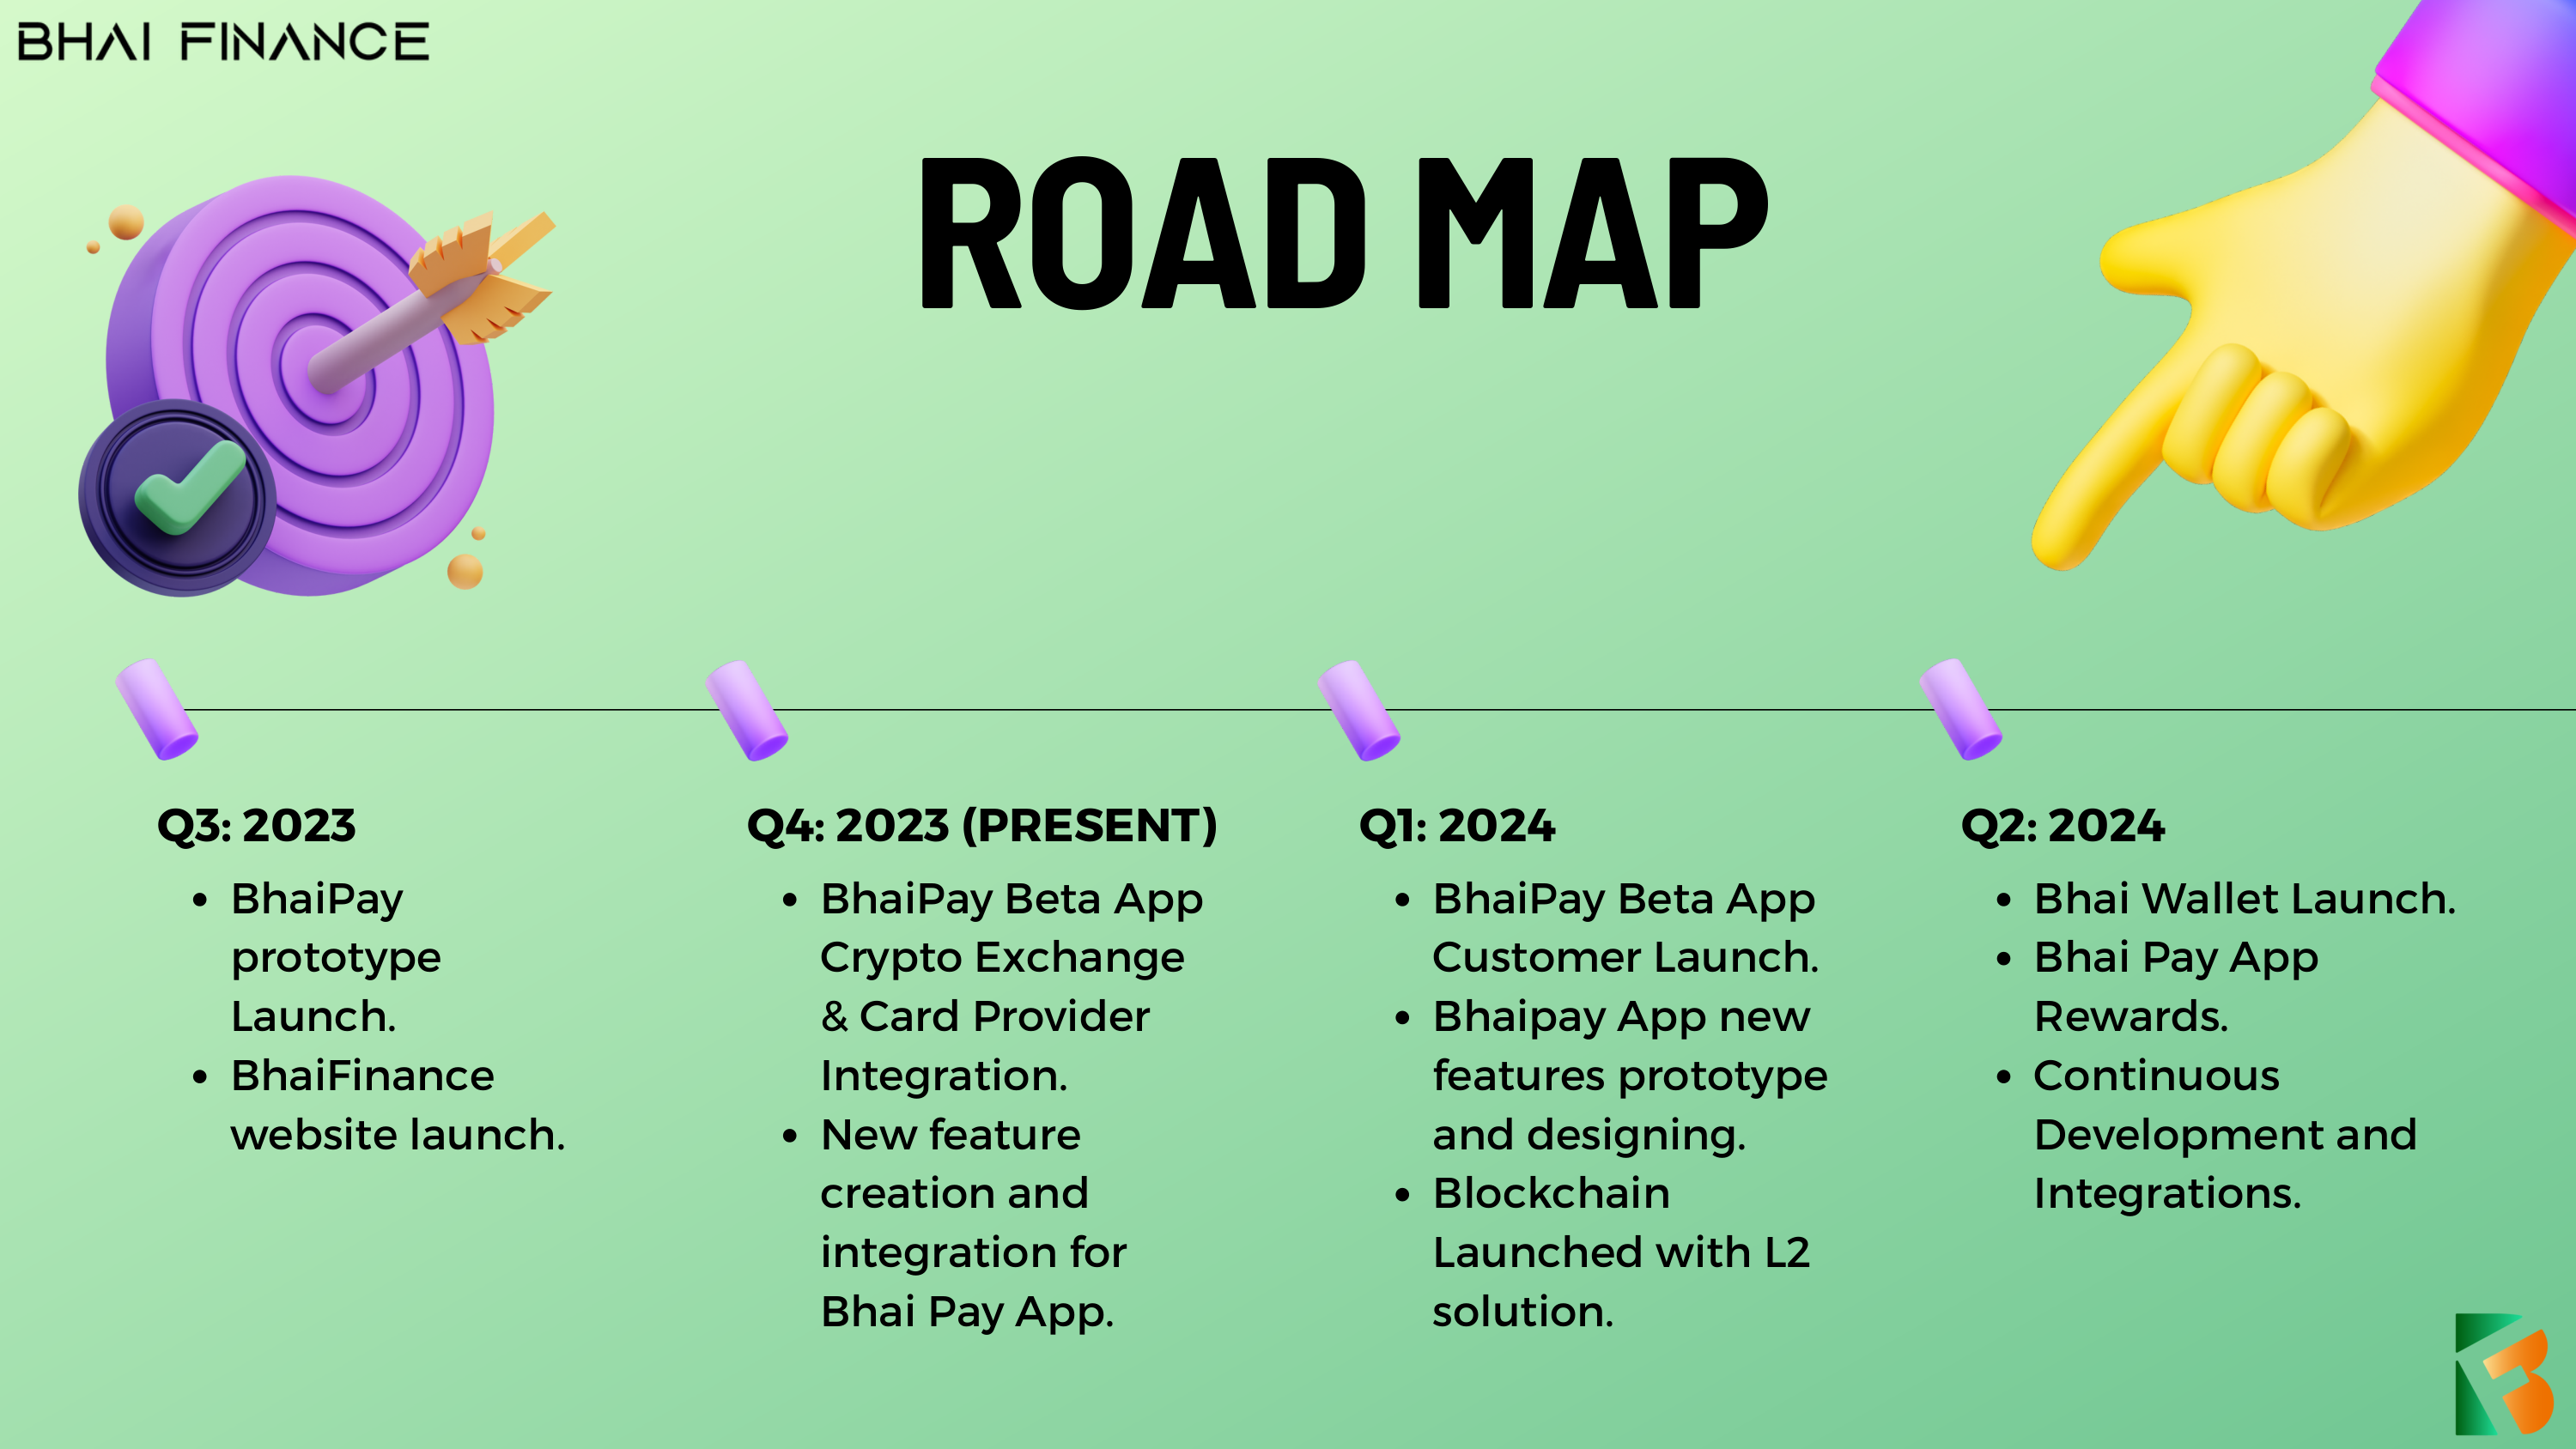 BHAI FINANCE
ROAD MAP
Q3: 2023
• BhaiPay
prototype
Launch.
• BhaiFinance
website launch.
Q4: 2023 (PRESENT)
• BhaiPay Beta App
Crypto Exchange
& Card Provider
Integration.
• New feature
creation and
integration for
Bhai Pay App.
Q1: 2024
• BhaiPay Beta App
Customer Launch.
• Bhaipay App new
features prototype
and designing.
• Blockchain
Launched with L2
solution.
Q2: 2024
• Bhai Wallet Launch.
• Bhai Pay App
Rewards.
• Continuous
Development and
Integrations.